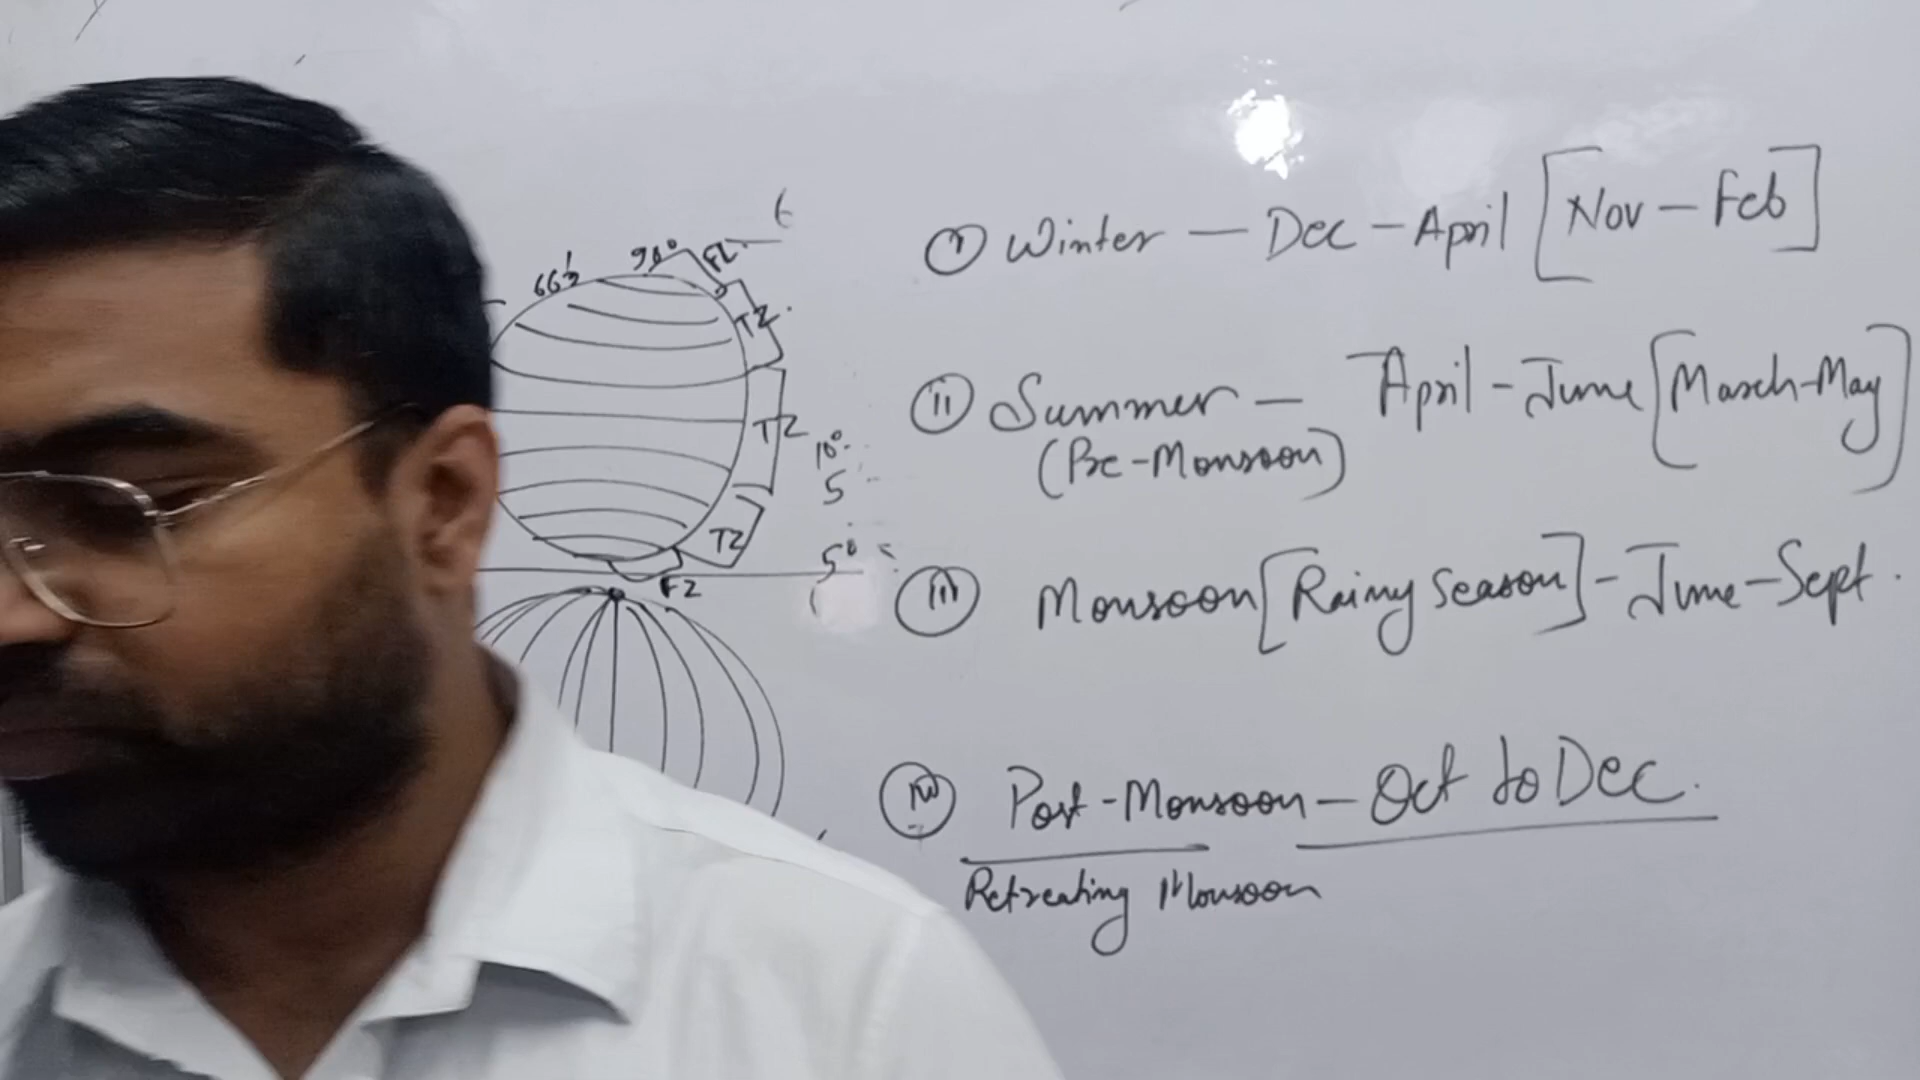 66½
90°
FZ
TZ
TZ
10°
5
TZ
5°
FZ
(i) Winter - Dec - April [Nov - Feb]
(ii) Summer - April - June [March - May]
(Pre-Monsoon)
(iii) Monsoon [Rainy Season] - June - Sept.
(iv) Post-Monsoon - Oct to Dec.
Retreating Monsoon